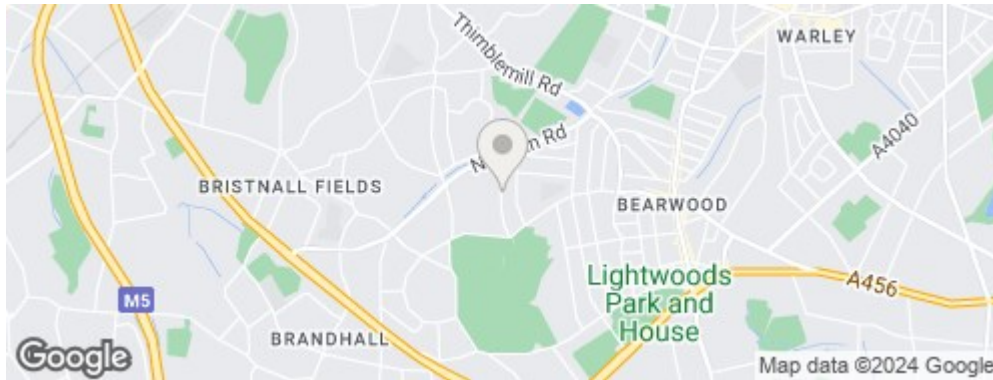 WARLEY
Thimblemill Rd
A4040
BRISTNALL FIELDS
BEARWOOD
Lightwoods
Park and
House
A456
M5
BRANDHALL
Google
Map data ©2024 Google